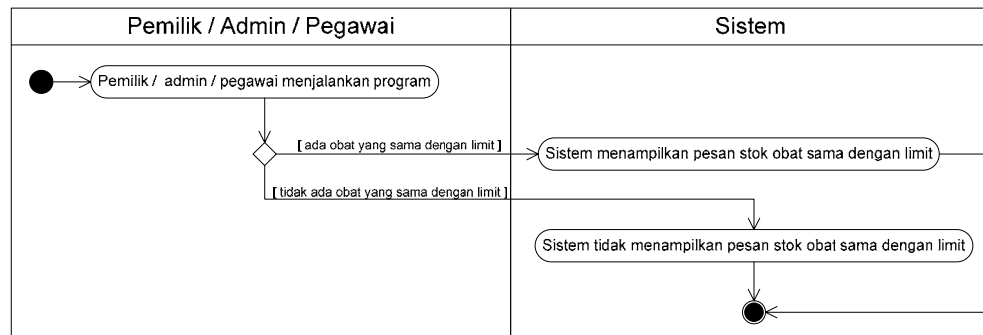 Pemilik / Admin / Pegawai
Sistem
Pemilik / admin / pegawai menjalankan program
[ ada obat yang sama dengan limit ]
Sistem menampilkan pesan stok obat sama dengan limit
[ tidak ada obat yang sama dengan limit ]
Sistem tidak menampilkan pesan stok obat sama dengan limit